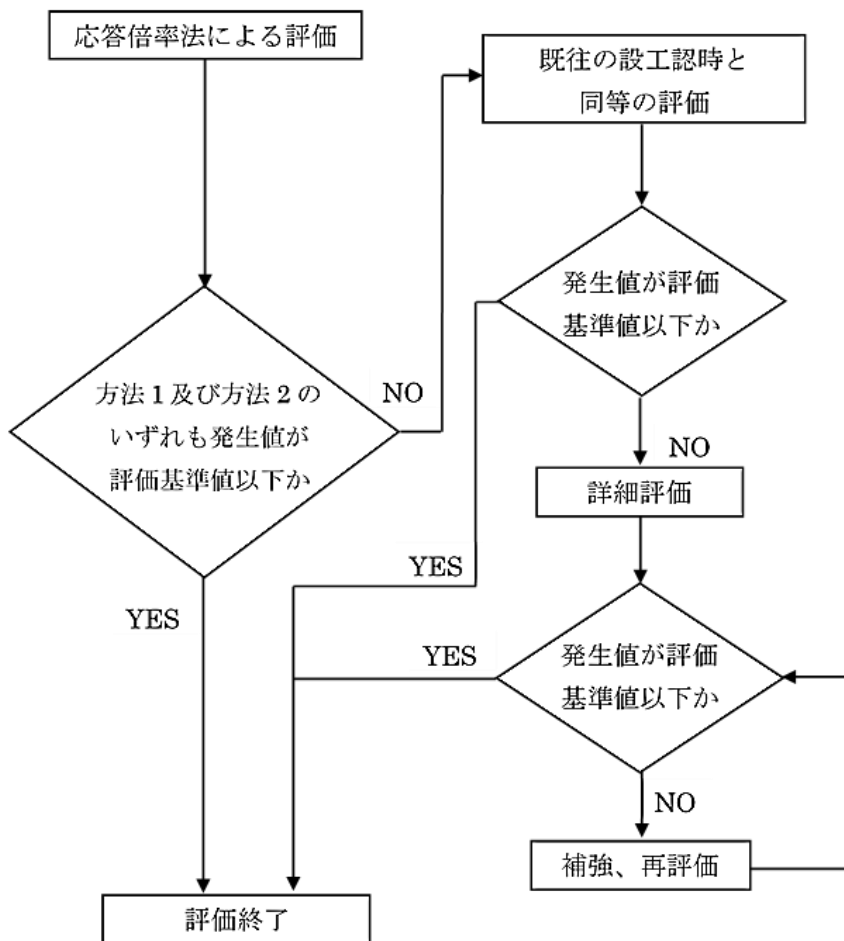 応答倍率法による評価
既往の設工認時と
同等の評価
発生値が評価
基準値以下か
方法1及び方法2の
いずれも発生値が
評価基準値以下か
NO
NO
詳細評価
YES
YES
YES
発生値が評価
基準値以下か
NO
補強、再評価
評価終了